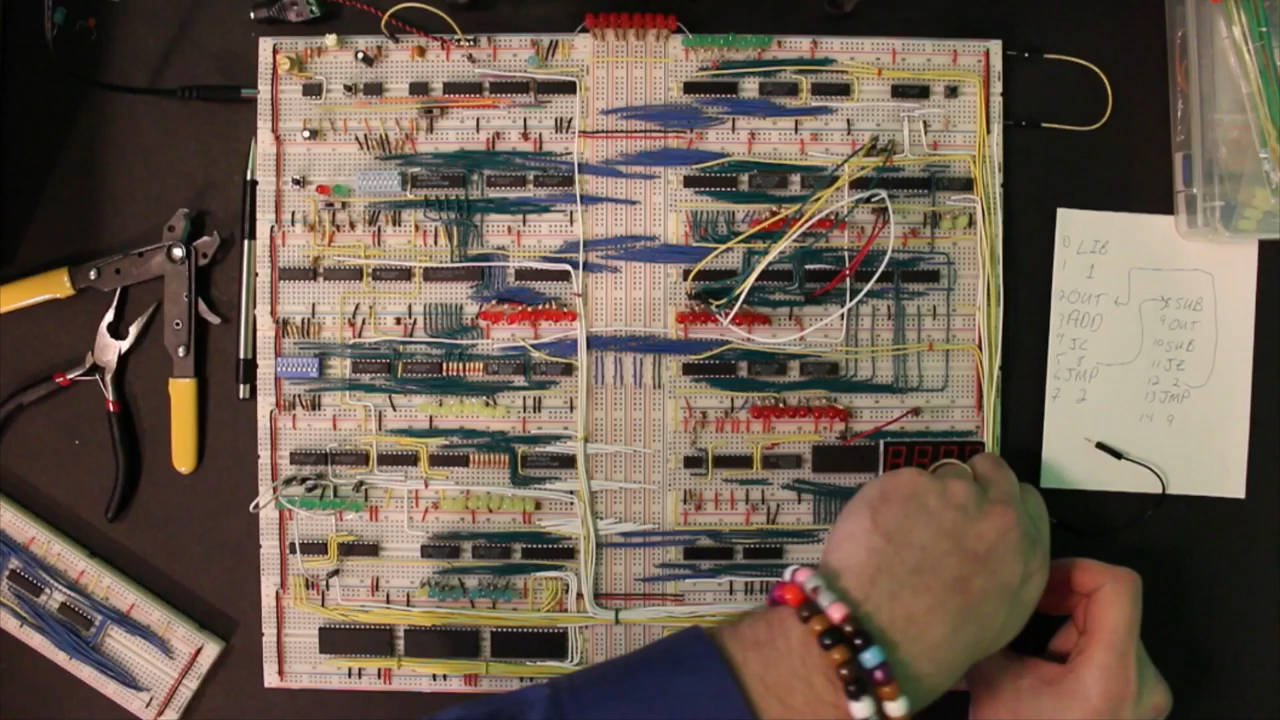 0 LIB
1 1
2 OUT
3 ADD
4 JC
5 8
6 JMP
7 2
8 SUB
9 OUT
10 SUB
11 JZ
12 2
13 JMP
14 9